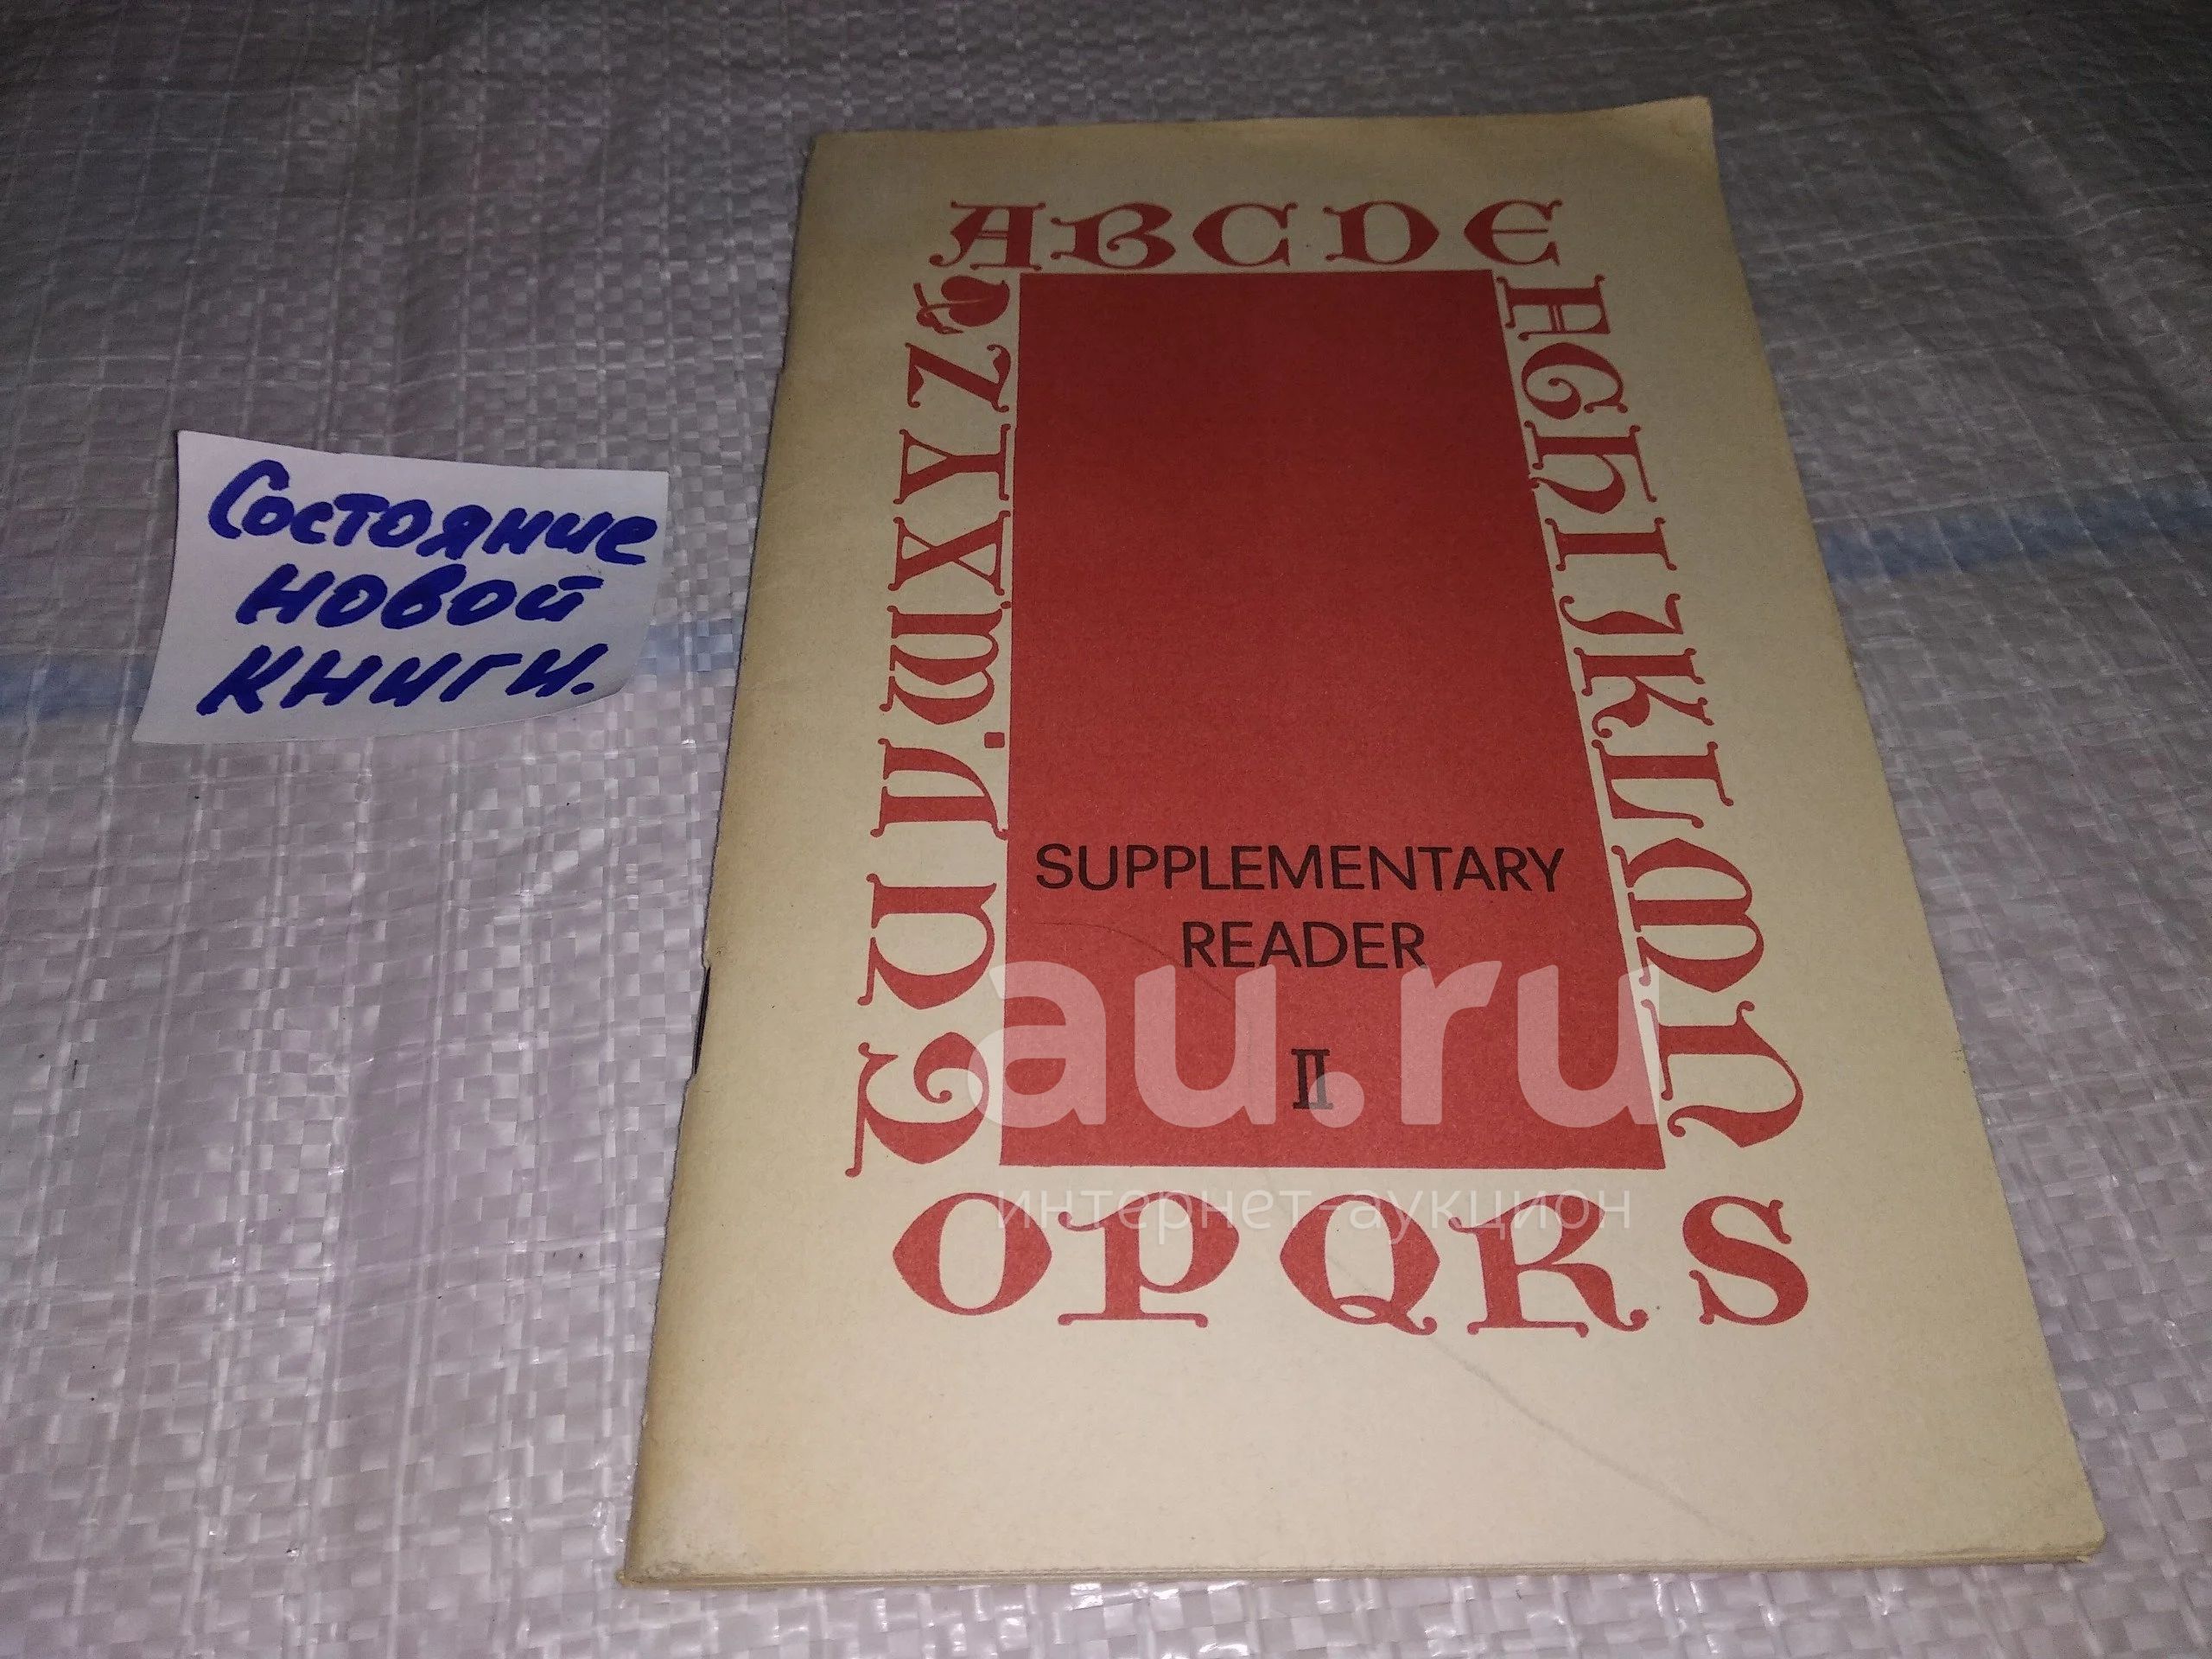 Состояние
новой
книги.
ABCDE
FGHIJKLMN
OPQRS
TUVWXYZ
SUPPLEMENTARY
READER
II
au.ru
интернет-аукцион